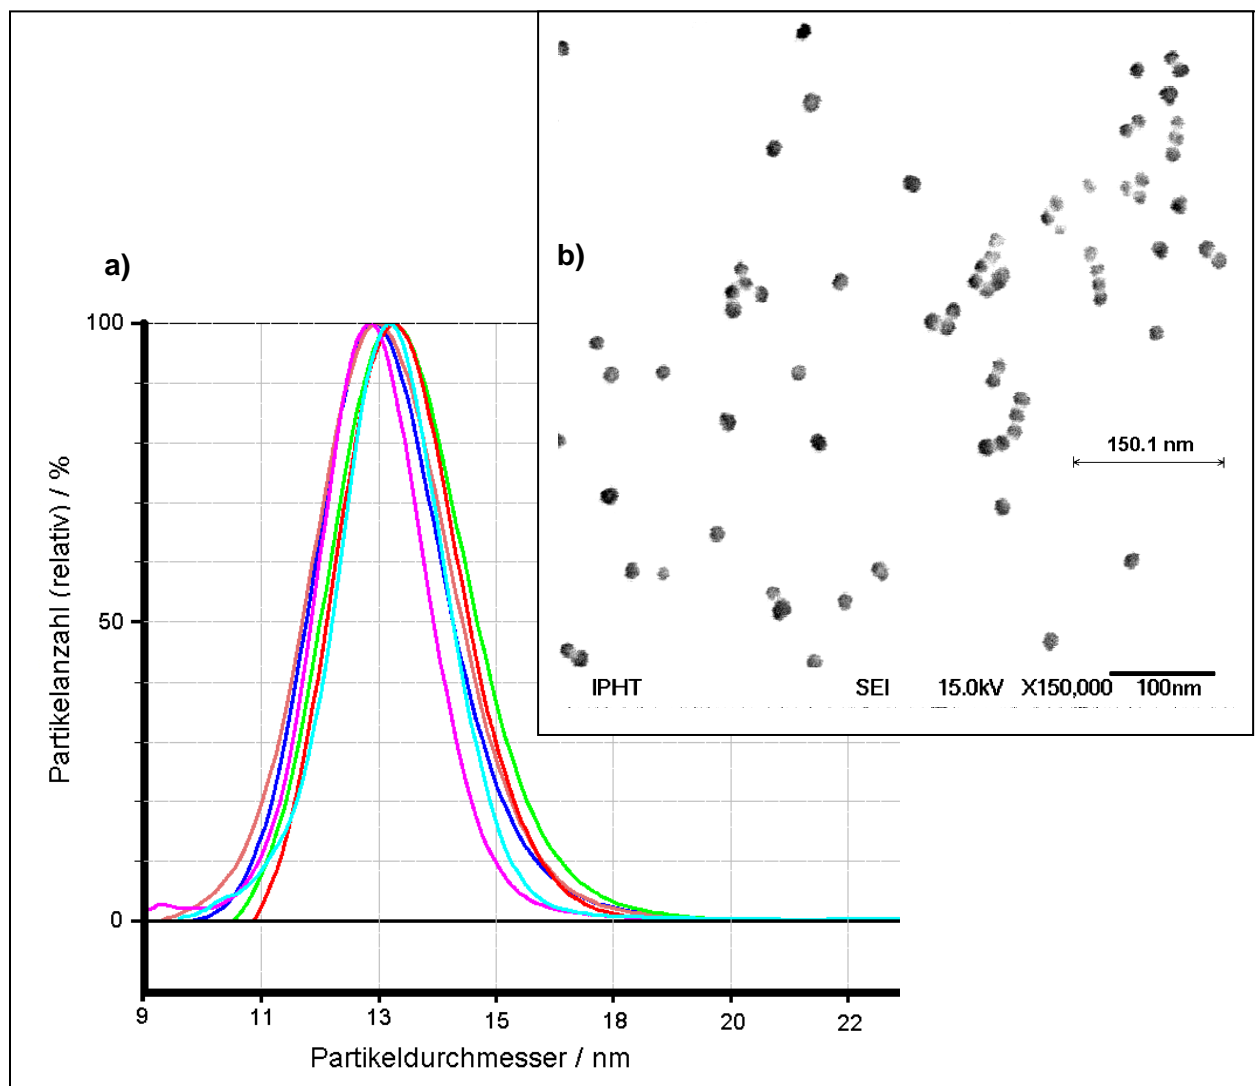 a)
Partikelanzahl (relativ) / %
100
50
0
9 11 13 15 18 20 22
Partikeldurchmesser / nm
b)
150.1 nm
IPHT SEI 15.0kV X150,000 100nm